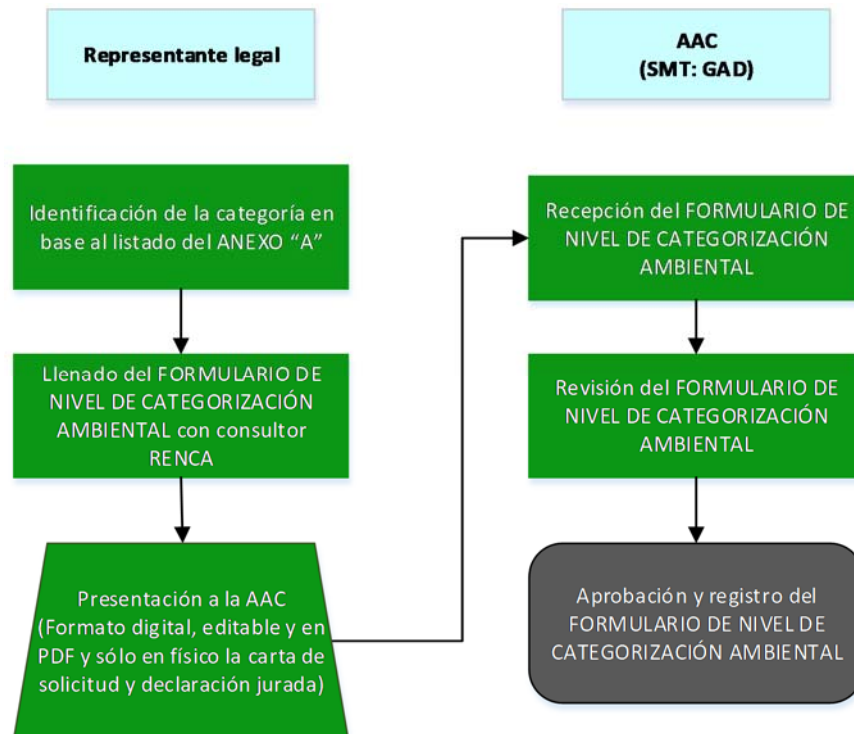 Representante legal
AAC
(SMT: GAD)
Identificación de la categoría en
base al listado del ANEXO “A”
Llenado del FORMULARIO DE
NIVEL DE CATEGORIZACIÓN
AMBIENTAL con consultor
RENCA
Presentación a la AAC
(Formato digital, editable y en
PDF y sólo en físico la carta de
solicitud y declaración jurada)
Recepción del FORMULARIO DE
NIVEL DE CATEGORIZACIÓN
AMBIENTAL
Revisión del FORMULARIO DE
NIVEL DE CATEGORIZACIÓN
AMBIENTAL
Aprobación y registro del
FORMULARIO DE NIVEL DE
CATEGORIZACIÓN AMBIENTAL